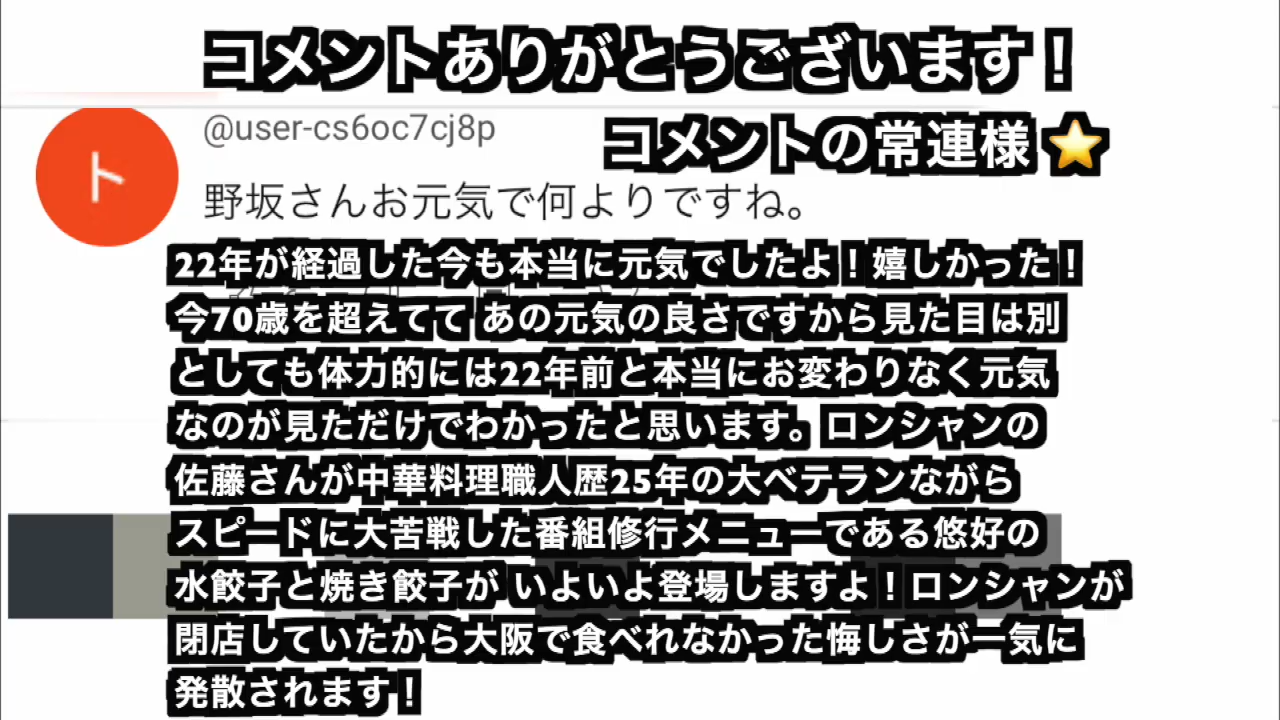 コメントありがとうございます！
@user-cs6oc7cj8p
コメントの常連様⭐
ト
野坂さんお元気で何よりですね。
22年が経過した今も本当に元気でしたよ！嬉しかった！
今70歳を超えてて あの元気の良さですから見た目は別
としても体力的には22年前と本当にお変わりなく元気
なのが見ただけでわかったと思います。ロンシャンの
佐藤さんが中華料理職人歴25年の大ベテランながら
スピードに大苦戦した番組修行メニューである悠好の
水餃子と焼き餃子が いよいよ登場しますよ！ロンシャンが
閉店していたから大阪で食べれなかった悔しさが一気に
発散されます！